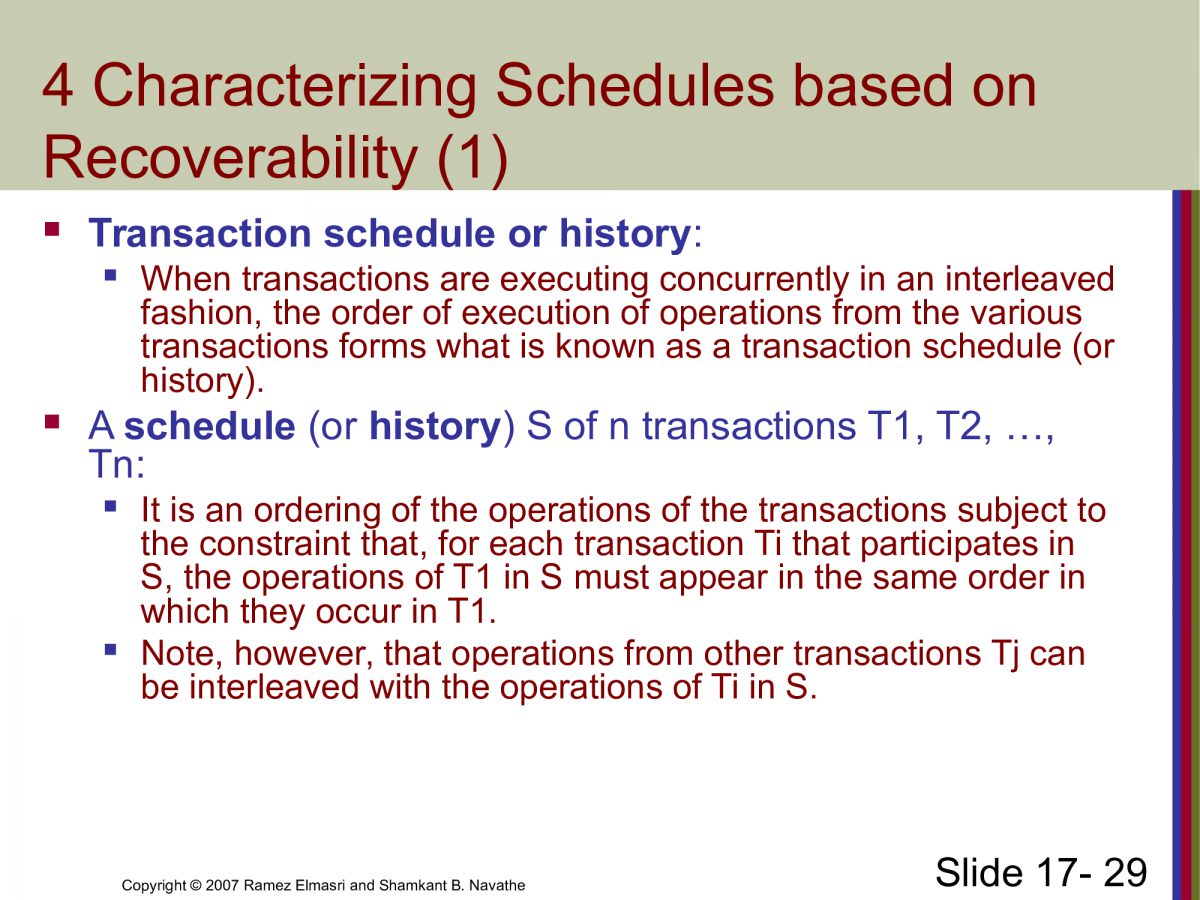 4 Characterizing Schedules based on
Recoverability (1)
Transaction schedule or history:
When transactions are executing concurrently in an interleaved
fashion, the order of execution of operations from the various
transactions forms what is known as a transaction schedule (or
history).
A schedule (or history) S of n transactions T1, T2, …,
Tn:
It is an ordering of the operations of the transactions subject to
the constraint that, for each transaction Ti that participates in
S, the operations of T1 in S must appear in the same order in
which they occur in T1.
Note, however, that operations from other transactions Tj can
be interleaved with the operations of Ti in S.
Copyright © 2007 Ramez Elmasri and Shamkant B. Navathe
Slide 17- 29